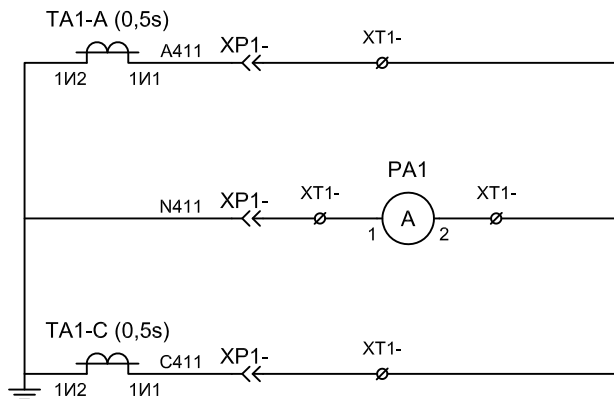 TA1-A (0,5s)
A411 XP1- XT1-
1И2 1И1
PA1
N411 XP1- XT1- XT1-
1 A 2
TA1-C (0,5s)
C411 XP1- XT1-
1И2 1И1